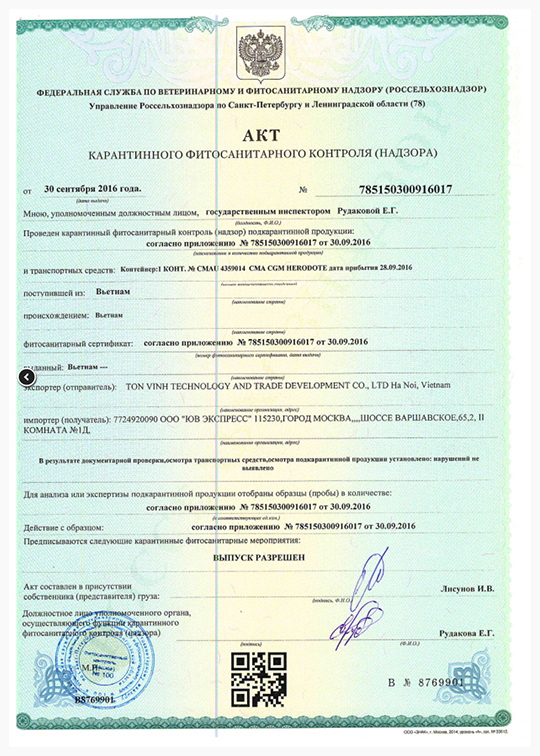 ФЕДЕРАЛЬНАЯ СЛУЖБА ПО ВЕТЕРИНАРНОМУ И ФИТОСАНИТАРНОМУ НАДЗОРУ (РОССЕЛЬХОЗНАДЗОР)
Управление Россельхознадзора по Санкт-Петербургу и Ленинградской области (78)
АКТ
КАРАНТИННОГО ФИТОСАНИТАРНОГО КОНТРОЛЯ (НАДЗОРА)
от 30 сентября 2016 года. № 785150300916017
(дата выдачи)
Мною, уполномоченным должностным лицом, государственным инспектором Рудаковой Е.Г.
(должность, Ф.И.О.)
Проведен карантинный фитосанитарный контроль (надзор) подкарантинной продукции:
согласно приложению № 785150300916017 от 30.09.2016
(наименование и количество подкарантинной продукции)
и транспортных средств: Контейнер:1 КОНТ. № CMAU 4359014 CMA CGM HERODOTE дата прибытия 28.09.2016
поступившей из: Вьетнам
(наименование страны)
происхождением: Вьетнам
(наименование страны)
фитосанитарный сертификат: согласно приложению № 785150300916017 от 30.09.2016
(номер фитосанитарного сертификата, дата выдачи)
выданный: Вьетнам ---
(наименование страны)
экспортер (отправитель): TON VINH TECHNOLOGY AND TRADE DEVELOPMENT CO., LTD Ha Noi, Vietnam
(наименование организации, адрес)
импортер (получатель): 7724920090 ООО "ЮВ ЭКСПРЕСС" 115230,ГОРОД МОСКВА,,,,ШОССЕ ВАРШАВСКОЕ,65,2, II
КОМНАТА №1Д,
(наименование организации, адрес)
В результате документарной проверки,осмотра транспортных средств,осмотра подкарантинной продукции установлено: нарушений не
выявлено
Для анализа или экспертизы подкарантинной продукции отобраны образцы (пробы) в количестве:
согласно приложению № 785150300916017 от 30.09.2016
(в соответствующих ед.изм.)
Действие с образцом: согласно приложению № 785150300916017 от 30.09.2016
Предписываются следующие карантинные фитосанитарные мероприятия:
ВЫПУСК РАЗРЕШЕН
Акт составлен в присутствии
собственника (представителя) груза: Лисунов И.В.
(подпись, Ф.И.О.)
Должностное лицо уполномоченного органа,
осуществляющего функции карантинного
фитосанитарного контроля (надзора) Рудакова Е.Г.
(подпись) (Ф.И.О.)
Фитосанитарный
контроль
№ 100
М.П.
В8769901
В № 8769901